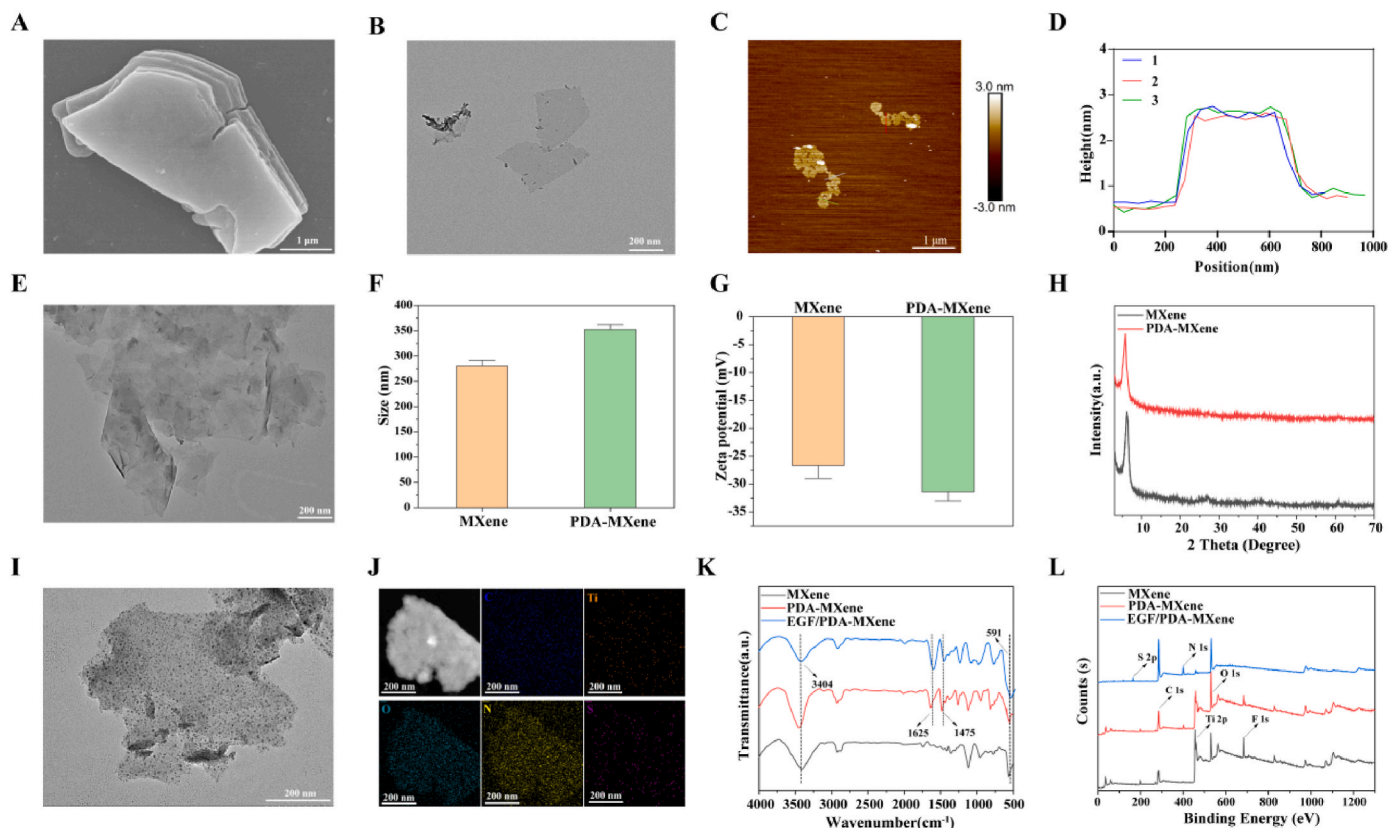 A
1 μm
B
200 nm
C
3.0 nm
-3.0 nm
1 μm
D
1
2
3
Height(nm)
4
3
2
1
0
0 200 400 600 800 1000
Position(nm)
E
200 nm
F
Size (nm)
400
350
300
250
200
150
100
50
0
MXene PDA-MXene
G
MXene PDA-MXene
Zeta potential (mV)
0
-5
-10
-15
-20
-25
-30
-35
H
MXene
PDA-MXene
Intensity(a.u.)
10 20 30 40 50 60 70
2 Theta (Degree)
I
200 nm
J
200 nm
C
200 nm
Ti
200 nm
O
200 nm
N
200 nm
S
200 nm
K
MXene
PDA-MXene
EGF/PDA-MXene
591
3404
1625
1475
Transmittance(a.u.)
4000 3500 3000 2500 2000 1500 1000 500
Wavenumber(cm⁻¹)
L
MXene
PDA-MXene
EGF/PDA-MXene
S 2p
N 1s
O 1s
C 1s
Ti 2p
F 1s
Counts (s)
0 200 400 600 800 1000 1200
Binding Energy (eV)